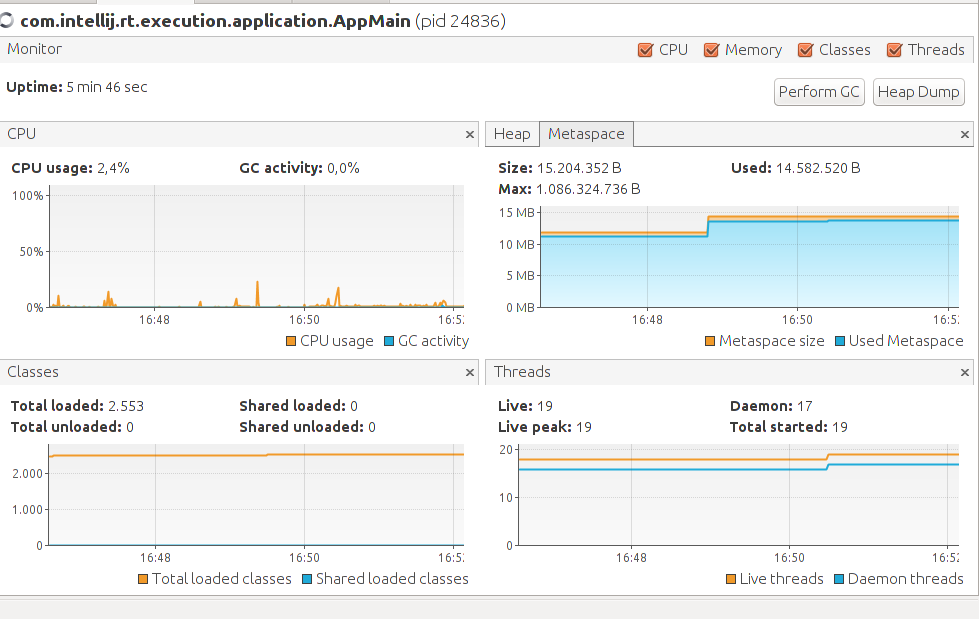 com.intellij.rt.execution.application.AppMain (pid 24836)
Monitor
CPU Memory Classes Threads
Uptime: 5 min 46 sec
Perform GC Heap Dump
CPU
CPU usage: 2,4% GC activity: 0,0%
100%
50%
0%
16:48 16:50 16:5
CPU usage GC activity
Heap Metaspace
Size: 15.204.352 B Used: 14.582.520 B
Max: 1.086.324.736 B
15 MB
10 MB
5 MB
0 MB
16:48 16:50 16:5
Metaspace size Used Metaspace
Classes
Total loaded: 2.553 Shared loaded: 0
Total unloaded: 0 Shared unloaded: 0
2.000
1.000
0
16:48 16:50 16:5
Total loaded classes Shared loaded classes
Threads
Live: 19 Daemon: 17
Live peak: 19 Total started: 19
20
10
0
16:48 16:50 16:52
Live threads Daemon threads